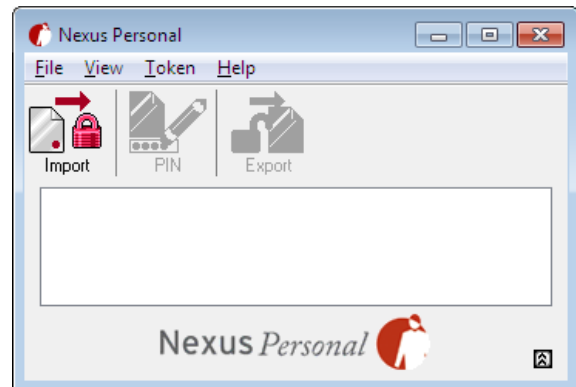 Nexus Personal
File View Token Help
Import PIN Export
Nexus Personal